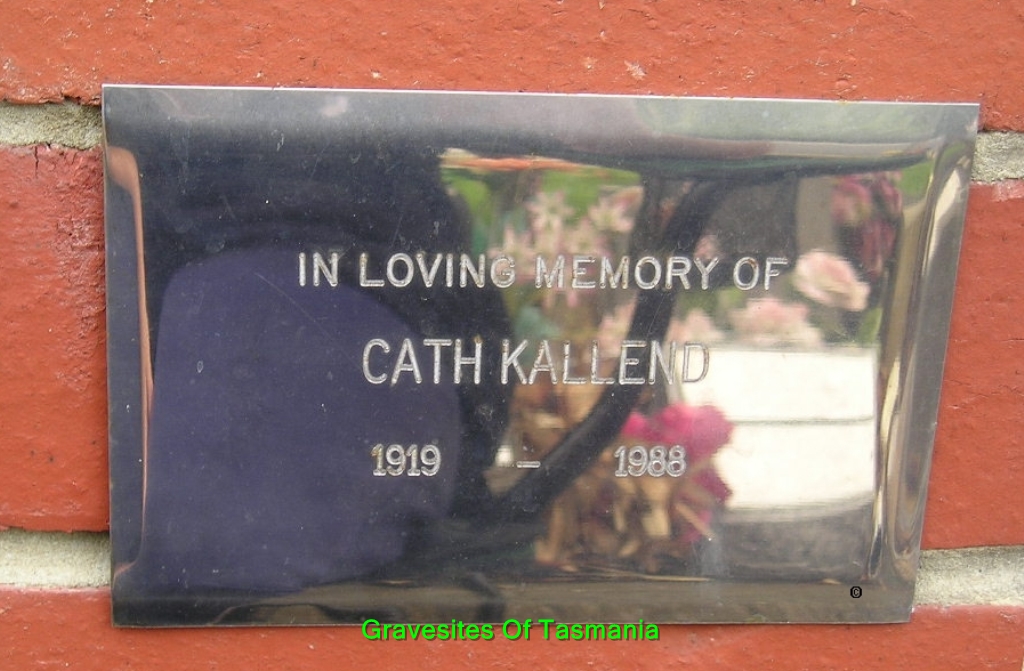 IN LOVING MEMORY OF
CATH KALLEND
1919 – 1988
©
Gravesites Of Tasmania